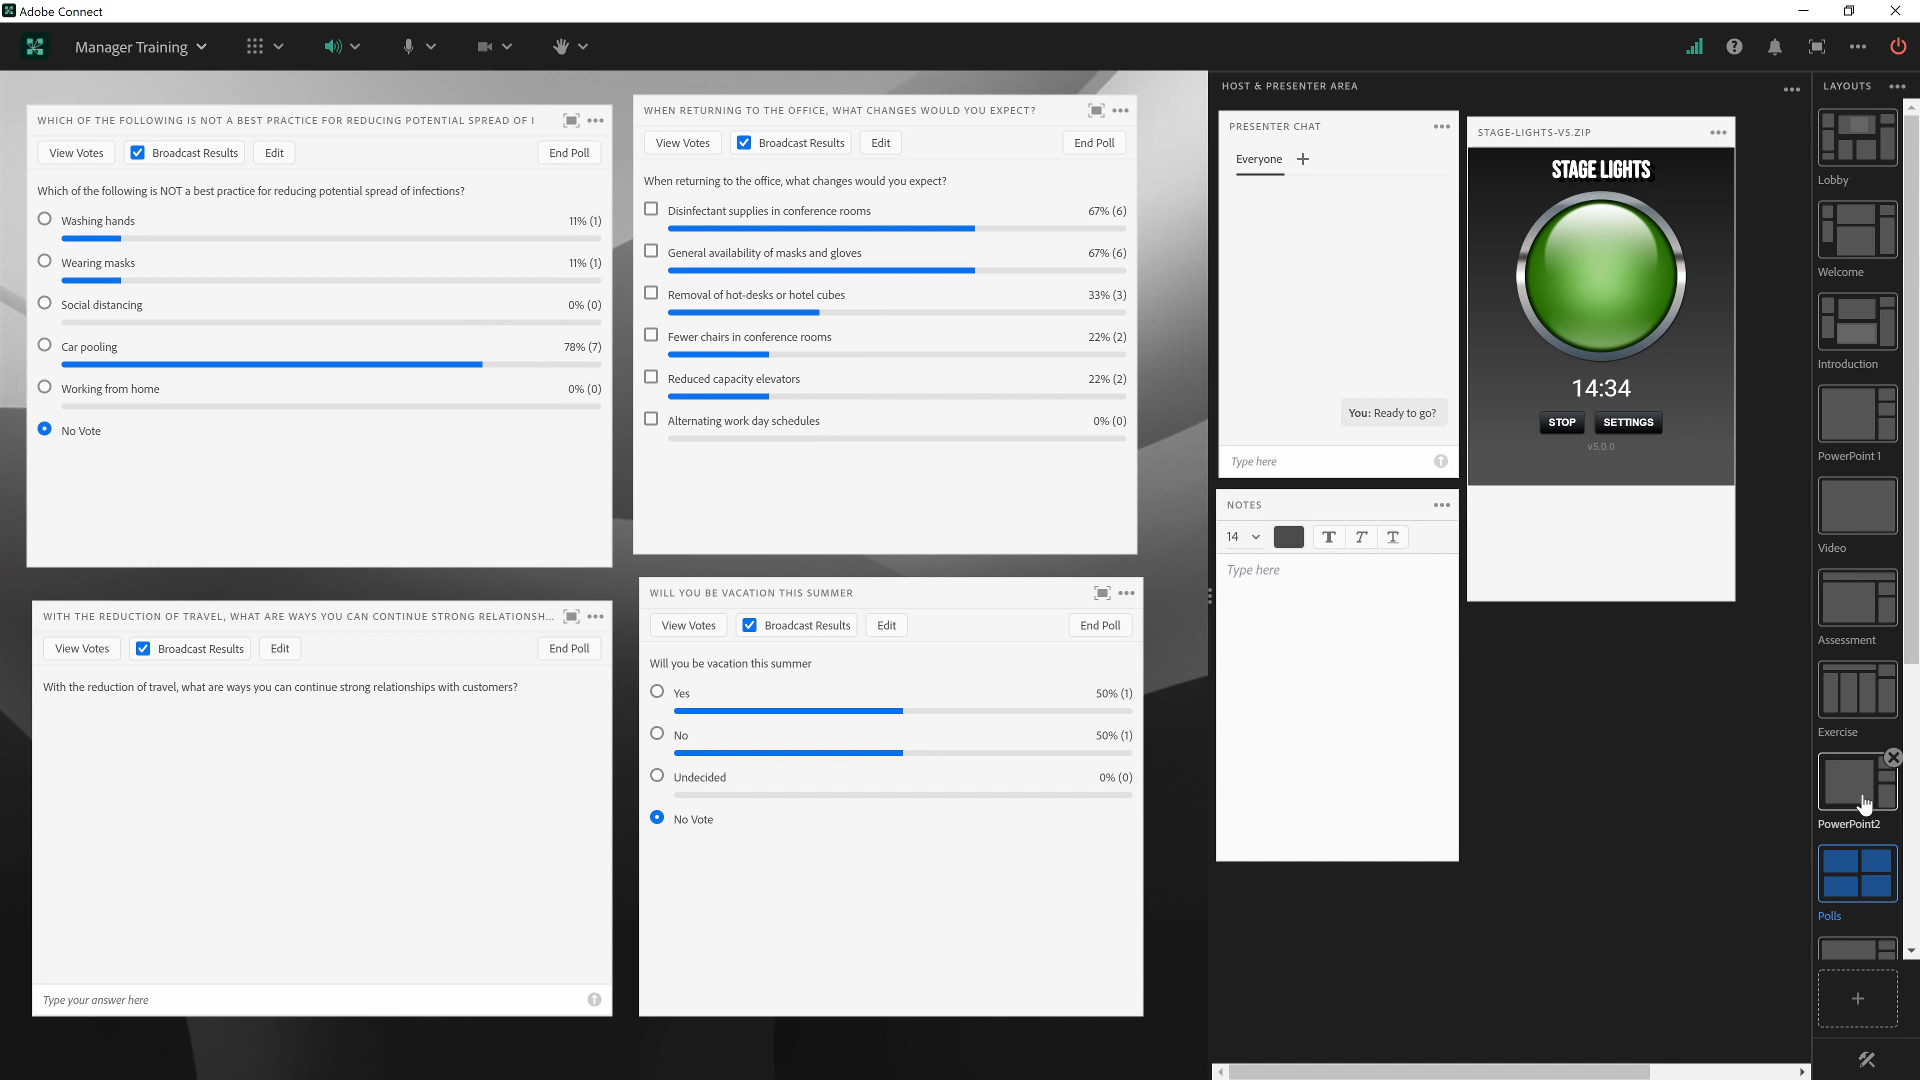 Adobe Connect
Manager Training
WHICH OF THE FOLLOWING IS NOT A BEST PRACTICE FOR REDUCING POTENTIAL SPREAD OF I
View Votes
Broadcast Results
Edit
End Poll
Which of the following is NOT a best practice for reducing potential spread of infections?
Washing hands 11% (1)
Wearing masks 11% (1)
Social distancing 0% (0)
Car pooling 78% (7)
Working from home 0% (0)
No Vote
WHEN RETURNING TO THE OFFICE, WHAT CHANGES WOULD YOU EXPECT?
View Votes
Broadcast Results
Edit
End Poll
When returning to the office, what changes would you expect?
Disinfectant supplies in conference rooms 67% (6)
General availability of masks and gloves 67% (6)
Removal of hot-desks or hotel cubes 33% (3)
Fewer chairs in conference rooms 22% (2)
Reduced capacity elevators 22% (2)
Alternating work day schedules 0% (0)
WITH THE REDUCTION OF TRAVEL, WHAT ARE WAYS YOU CAN CONTINUE STRONG RELATIONSH...
View Votes
Broadcast Results
Edit
End Poll
With the reduction of travel, what are ways you can continue strong relationships with customers?
Type your answer here
WILL YOU BE VACATION THIS SUMMER
View Votes
Broadcast Results
Edit
End Poll
Will you be vacation this summer
Yes 50% (1)
No 50% (1)
Undecided 0% (0)
No Vote
HOST & PRESENTER AREA
PRESENTER CHAT
Everyone
You: Ready to go?
Type here
NOTES
14
T T T
Type here
STAGE-LIGHTS-VS.ZIP
STAGE LIGHTS
14:34
STOP
SETTINGS
v5.0.0
LAYOUTS
Lobby
Welcome
Introduction
PowerPoint 1
Video
Assessment
Exercise
PowerPoint2
Polls